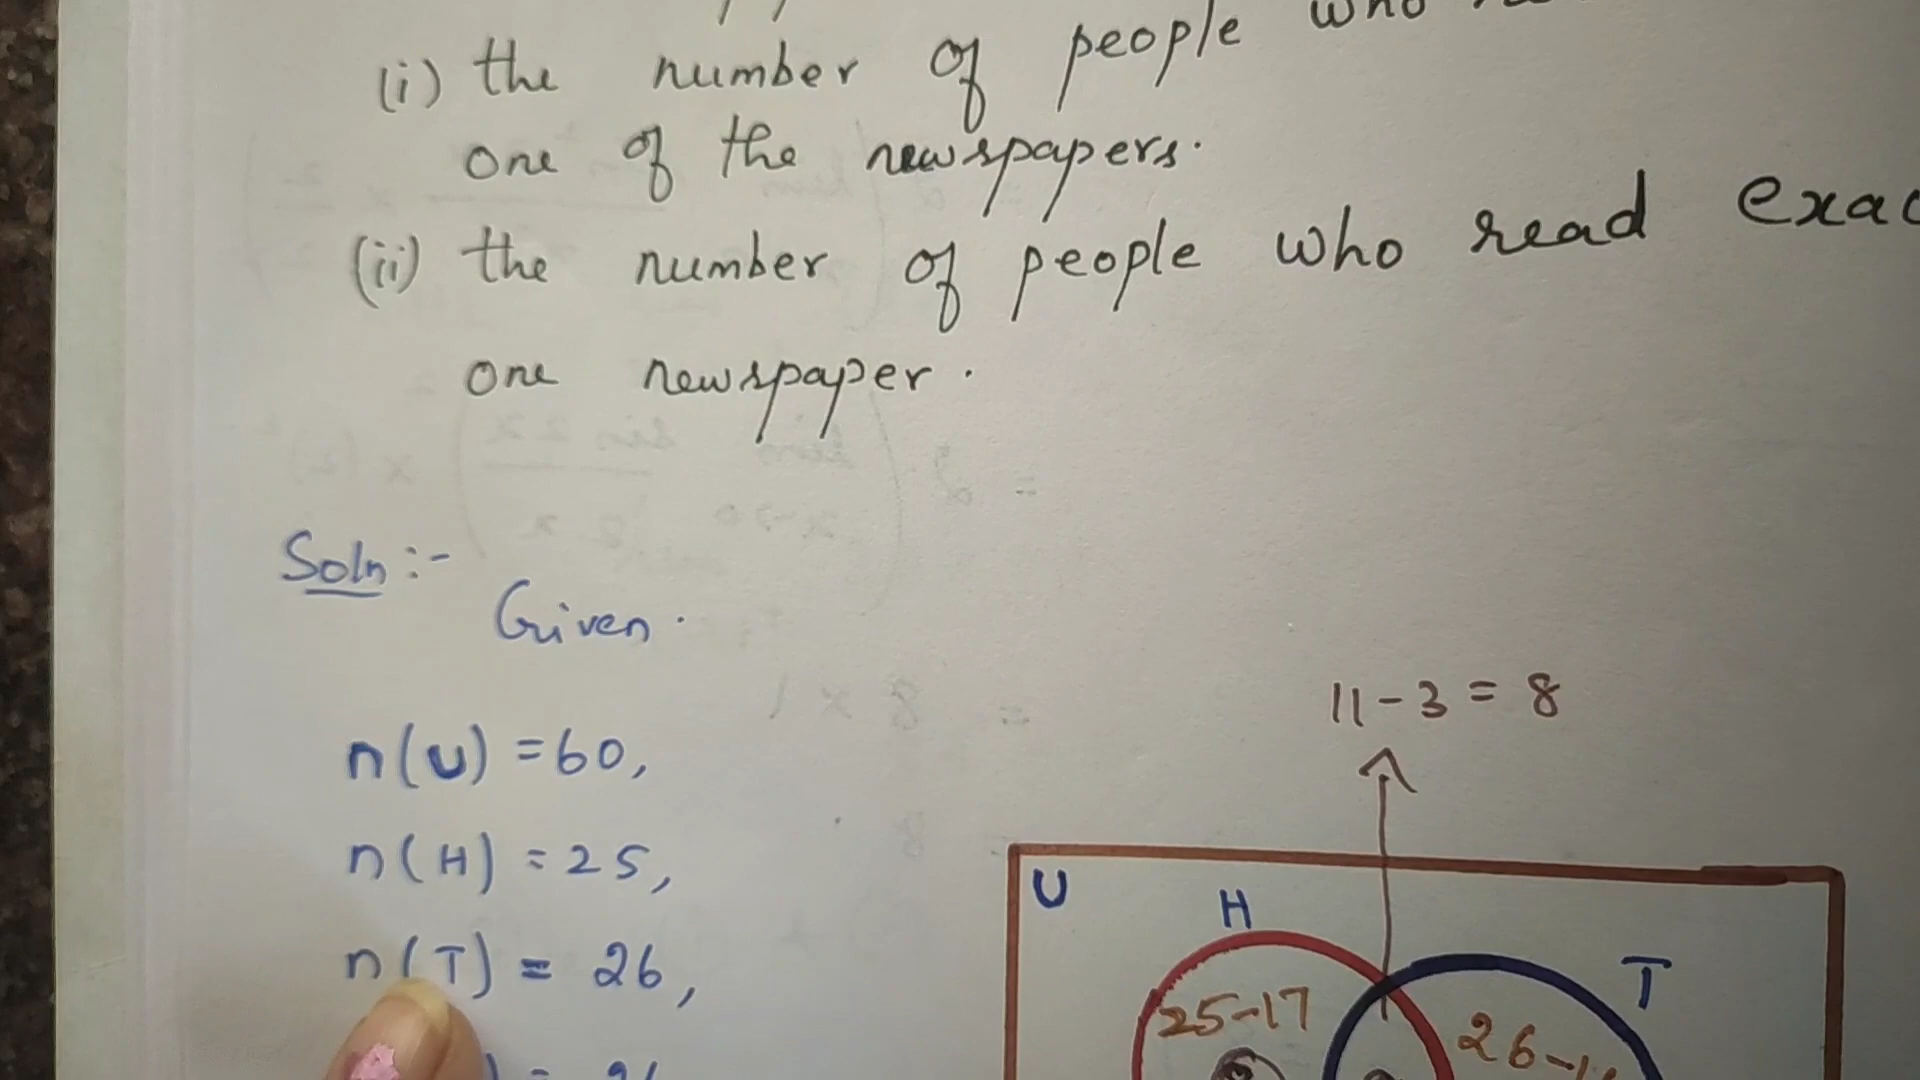 (i) the number of people who
one of the newspapers.
(ii) the number of people who read
one newspaper.
Soln :-
Given.
n(U) = 60,
n(H) = 25,
n(T) = 26,
11 - 3 = 8
U
H
T
25-17